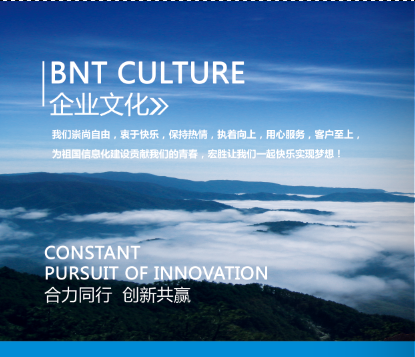 BNT CULTURE
企业文化
我们崇尚自由，衷于快乐，保持热情，执着向上，用心服务，客户至上，
为祖国信息化建设贡献我们的青春，宏胜让我们一起快乐实现梦想！
CONSTANT
PURSUIT OF INNOVATION
合力同行 创新共赢